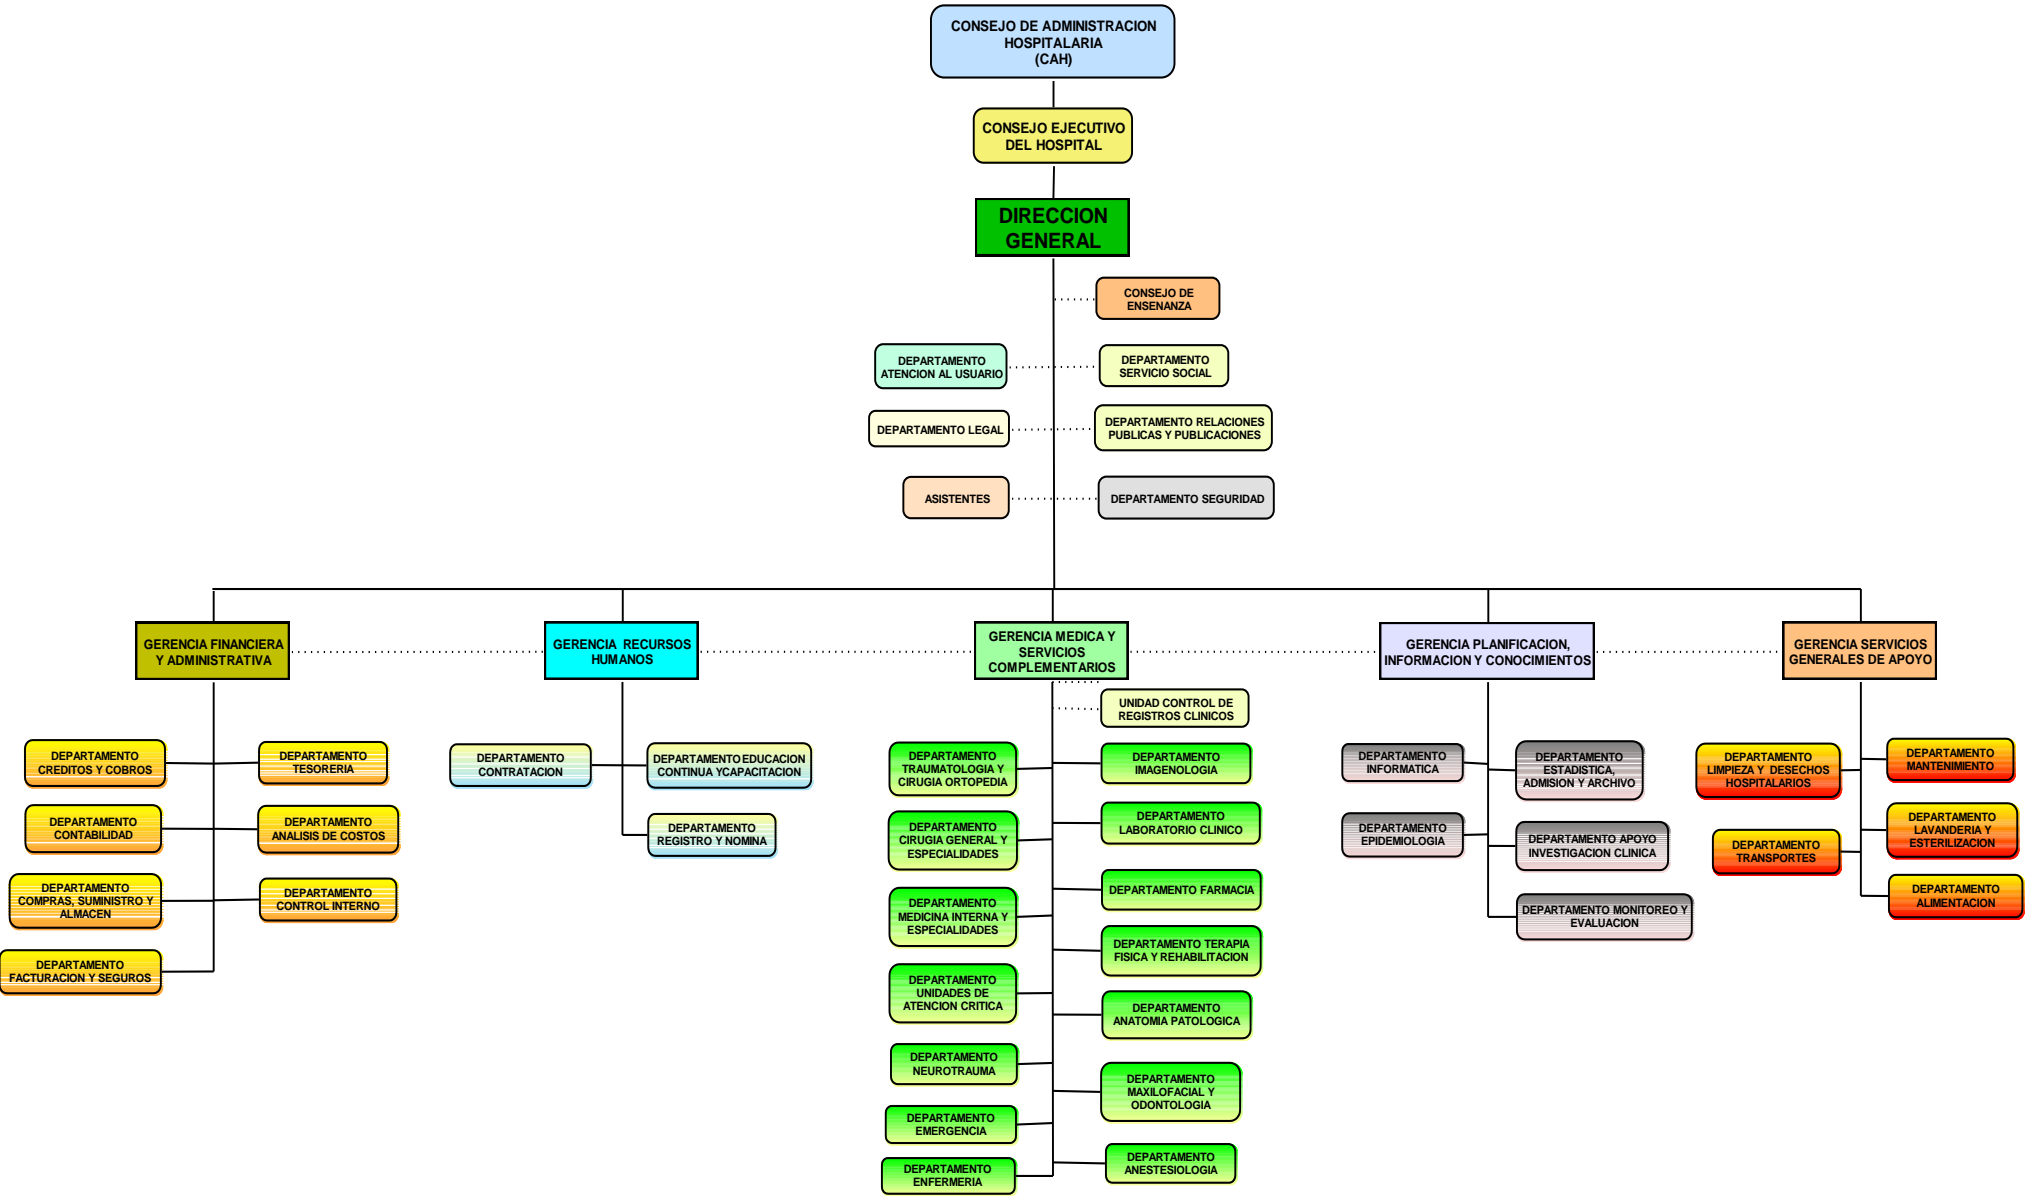 CONSEJO DE ADMINISTRACION
HOSPITALARIA
(CAH)
CONSEJO EJECUTIVO
DEL HOSPITAL
DIRECCION
GENERAL
CONSEJO DE
ENSENANZA
DEPARTAMENTO
ATENCION AL USUARIO
DEPARTAMENTO
SERVICIO SOCIAL
DEPARTAMENTO LEGAL
DEPARTAMENTO RELACIONES
PUBLICAS Y PUBLICACIONES
ASISTENTES
DEPARTAMENTO SEGURIDAD
GERENCIA FINANCIERA
Y ADMINISTRATIVA
GERENCIA RECURSOS
HUMANOS
GERENCIA MEDICA Y
SERVICIOS
COMPLEMENTARIOS
GERENCIA PLANIFICACION,
INFORMACION Y CONOCIMIENTOS
GERENCIA SERVICIOS
GENERALES DE APOYO
DEPARTAMENTO
CREDITOS Y COBROS
DEPARTAMENTO
TESORERIA
DEPARTAMENTO
CONTABILIDAD
DEPARTAMENTO
ANALISIS DE COSTOS
DEPARTAMENTO
COMPRAS, SUMINISTRO Y
ALMACEN
DEPARTAMENTO
CONTROL INTERNO
DEPARTAMENTO
FACTURACION Y SEGUROS
DEPARTAMENTO
CONTRATACION
DEPARTAMENTO EDUCACION
CONTINUA YCAPACITACION
DEPARTAMENTO
REGISTRO Y NOMINA
UNIDAD CONTROL DE
REGISTROS CLINICOS
DEPARTAMENTO
TRAUMATOLOGIA Y
CIRUGIA ORTOPEDIA
DEPARTAMENTO
IMAGENOLOGIA
DEPARTAMENTO
CIRUGIA GENERAL Y
ESPECIALIDADES
DEPARTAMENTO
LABORATORIO CLINICO
DEPARTAMENTO
MEDICINA INTERNA Y
ESPECIALIDADES
DEPARTAMENTO FARMACIA
DEPARTAMENTO TERAPIA
FISICA Y REHABILITACION
DEPARTAMENTO
UNIDADES DE
ATENCION CRITICA
DEPARTAMENTO
ANATOMIA PATOLOGICA
DEPARTAMENTO
NEUROTRAUMA
DEPARTAMENTO
MAXILOFACIAL Y
ODONTOLOGIA
DEPARTAMENTO
EMERGENCIA
DEPARTAMENTO
ANESTESIOLOGIA
DEPARTAMENTO
ENFERMERIA
DEPARTAMENTO
INFORMATICA
DEPARTAMENTO
ESTADISTICA,
ADMISION Y ARCHIVO
DEPARTAMENTO
EPIDEMIOLOGIA
DEPARTAMENTO APOYO
INVESTIGACION CLINICA
DEPARTAMENTO MONITOREO Y
EVALUACION
DEPARTAMENTO
LIMPIEZA Y DESECHOS
HOSPITALARIOS
DEPARTAMENTO
MANTENIMIENTO
DEPARTAMENTO
TRANSPORTES
DEPARTAMENTO
LAVANDERIA Y
ESTERILIZACION
DEPARTAMENTO
ALIMENTACION